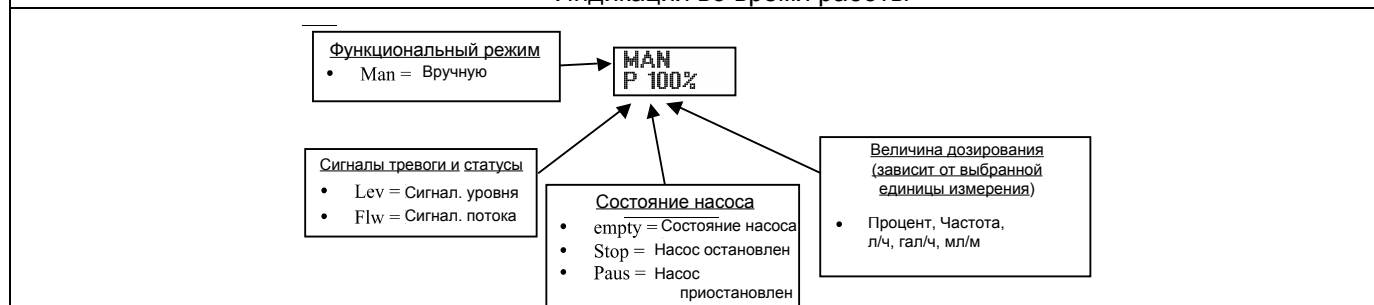 Индикация во время работы
Функциональный режим
• Man = Вручную
MAN
P 100%
Сигналы тревоги и статусы
• Lev = Сигнал. уровня
• Flw = Сигнал. потока
Состояние насоса
• empty = Состояние насоса
• Stop = Насос остановлен
• Paus = Насос
приостановлен
Величина дозирования
(зависит от выбранной
единицы измерения)
• Процент, Частота,
л/ч, гал/ч, мл/м